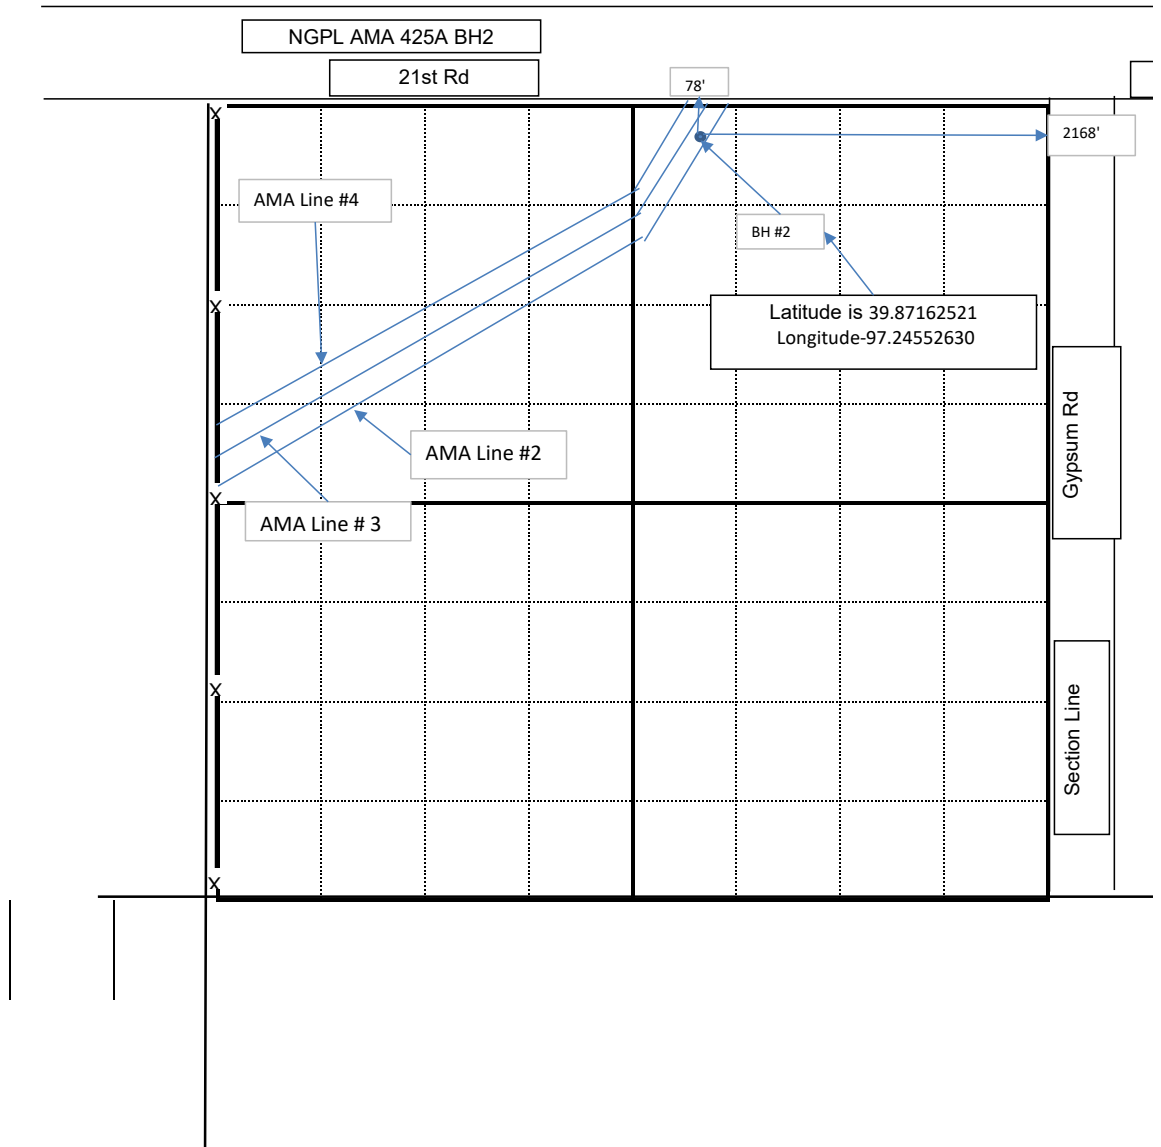 NGPL AMA 425A BH2
21st Rd
78'
2168'
AMA Line #4
BH #2
Latitude is 39.87162521
Longitude-97.24552630
Gypsum Rd
AMA Line #2
AMA Line # 3
Section Line
X
X
X
X
X